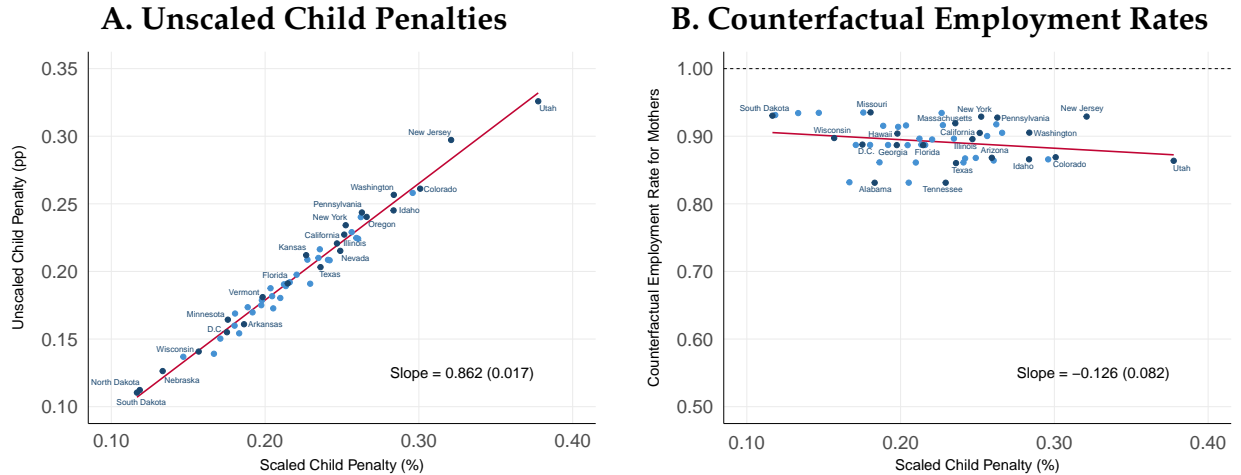 A. Unscaled Child Penalties
Unscaled Child Penalty (pp)
0.35
0.30
0.25
0.20
0.15
0.10
Utah
New Jersey
Washington
Colorado
Idaho
Pennsylvania
Oregon
New York
California
Illinois
Kansas
Nevada
Texas
Florida
Vermont
Minnesota
D.C.
Arkansas
Wisconsin
Nebraska
North Dakota
South Dakota
Slope = 0.862 (0.017)
0.10 0.20 0.30 0.40
Scaled Child Penalty (%)
B. Counterfactual Employment Rates
Counterfactual Employment Rate for Mothers
1.00
0.90
0.80
0.70
0.60
0.50
South Dakota
Missouri
New York
New Jersey
Massachusetts
Pennsylvania
Wisconsin
Hawaii
California
Washington
D.C.
Georgia
Florida
Illinois
Arizona
Texas
Idaho
Colorado
Utah
Alabama
Tennessee
Slope = −0.126 (0.082)
0.10 0.20 0.30 0.40
Scaled Child Penalty (%)